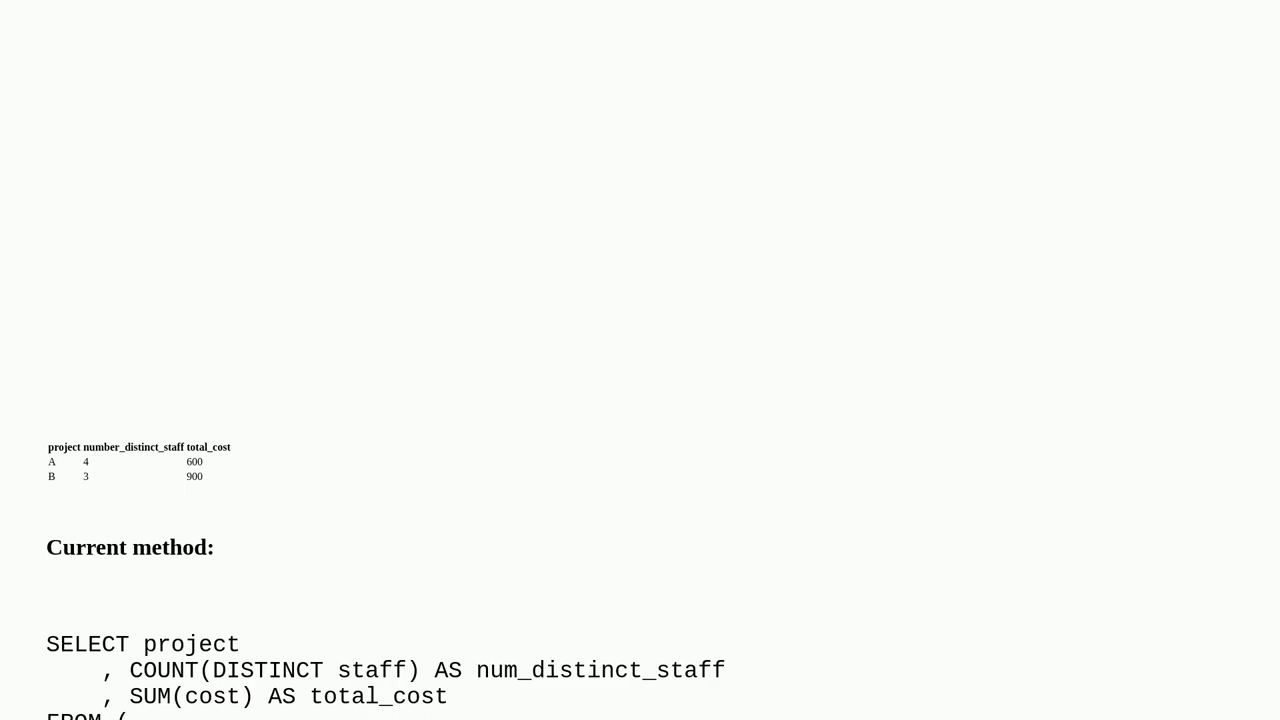 project number_distinct_staff total_cost
A 4 600
B 3 900
Current method:
SELECT project
, COUNT(DISTINCT staff) AS num_distinct_staff
, SUM(cost) AS total_cost
FROM (